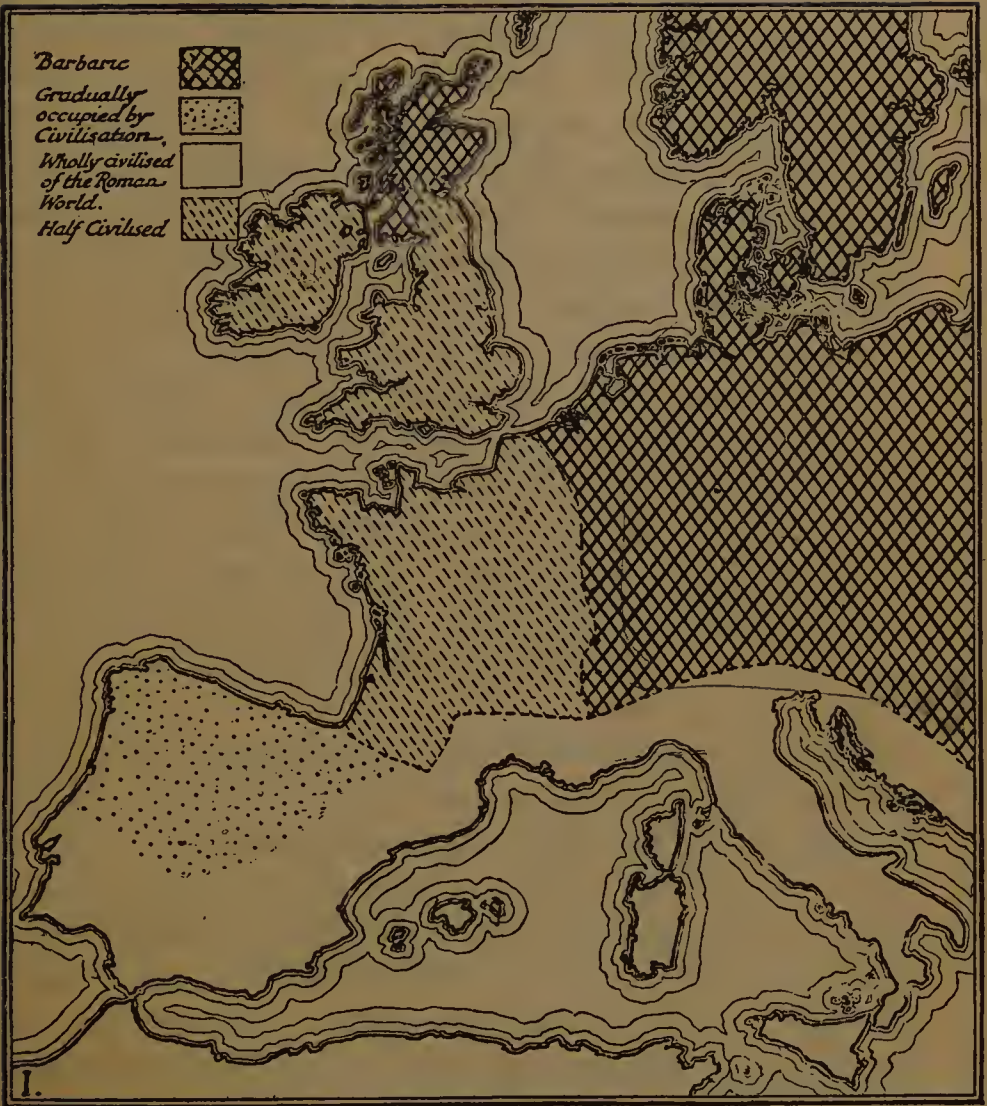 Barbaric
Gradually
occupied by
Civilisation.
Wholly civilised
of the Roman
World.
Half Civilised
I.